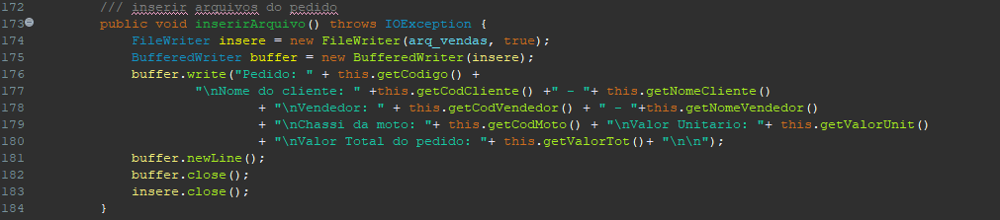 172 /// inserir arquivos do pedido
173 public void inserirArquivo() throws IOException {
174 FileWriter insere = new FileWriter(arq_vendas, true);
175 BufferedWriter buffer = new BufferedWriter(insere);
176 buffer.write("Pedido: " + this.getCodigo() +
177 "\nNome do cliente: " +this.getCodCliente() +" - "+ this.getNomeCliente()
178 + "\nVendedor: " + this.getCodVendedor() + " - "+this.getNomeVendedor()
179 + "\nChassi da moto: "+ this.getCodMoto() + "\nValor Unitario: "+ this.getValorUnit()
180 + "\nValor Total do pedido: "+ this.getValorTot()+ "\n\n");
181 buffer.newLine();
182 buffer.close();
183 insere.close();
184 }